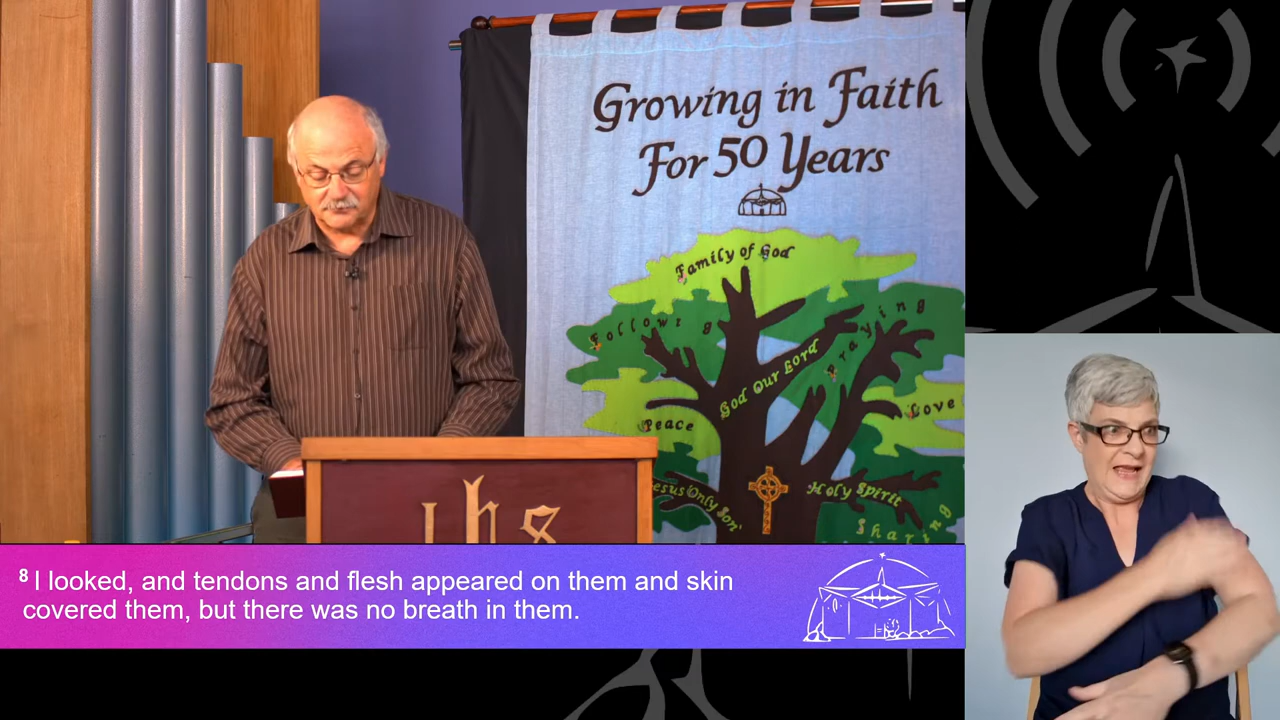 Growing in Faith
For 50 Years
Family of God
Following
Praying
God Our Lord
Love
Peace
Jesus 'Only Son'
Holy Spirit
Sharing
ihs
8 I looked, and tendons and flesh appeared on them and skin
covered them, but there was no breath in them.